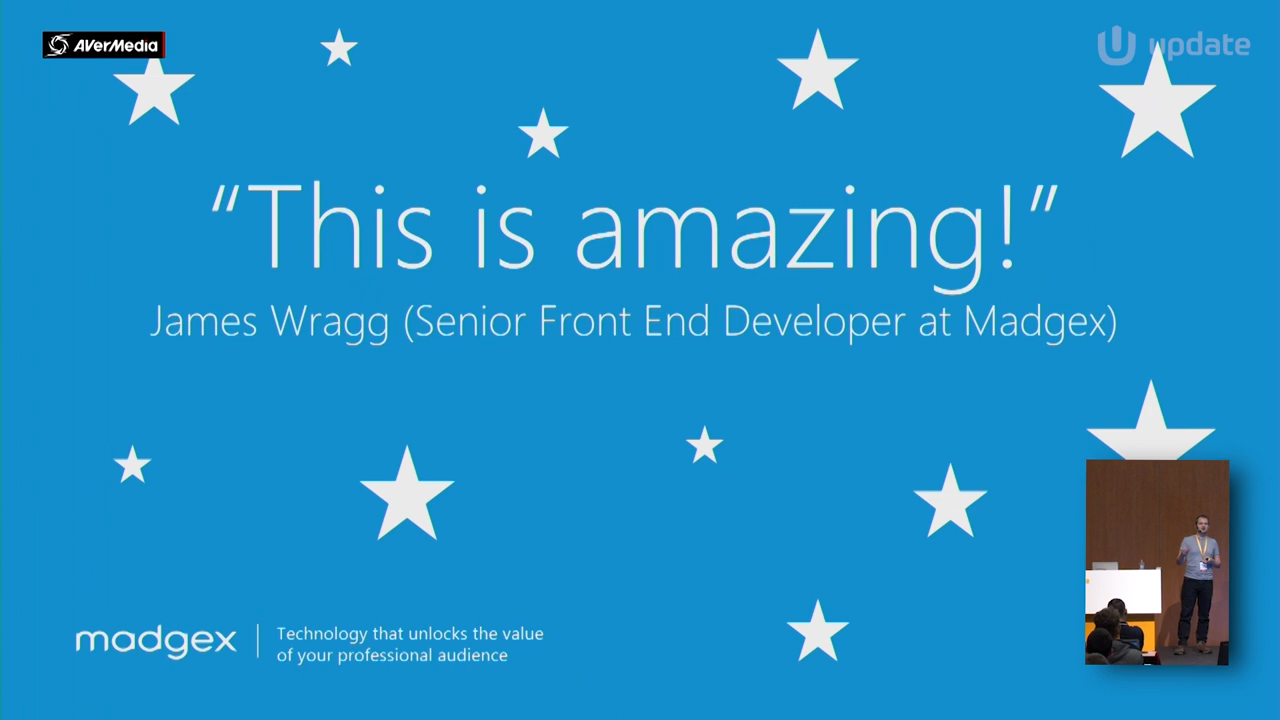 AVerMedia
update
“This is amazing!”
James Wragg (Senior Front End Developer at Madgex)
madgex
Technology that unlocks the value
of your professional audience